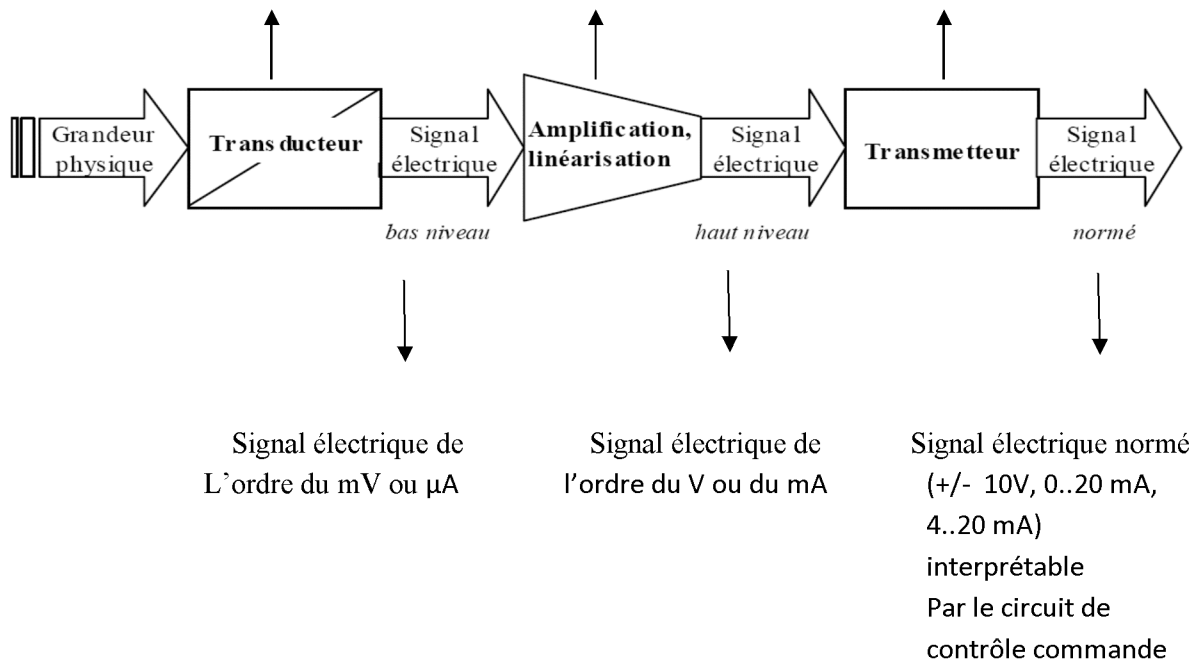 Grandeur
physique
Transducteur
Signal
électrique
Amplification,
linéarisation
Signal
électrique
Transmetteur
Signal
électrique
bas niveau
haut niveau
normé
Signal électrique de
L'ordre du mV ou µA
Signal électrique de
l'ordre du V ou du mA
Signal électrique normé
(+/- 10V, 0..20 mA,
4..20 mA)
interprétable
Par le circuit de
contrôle commande